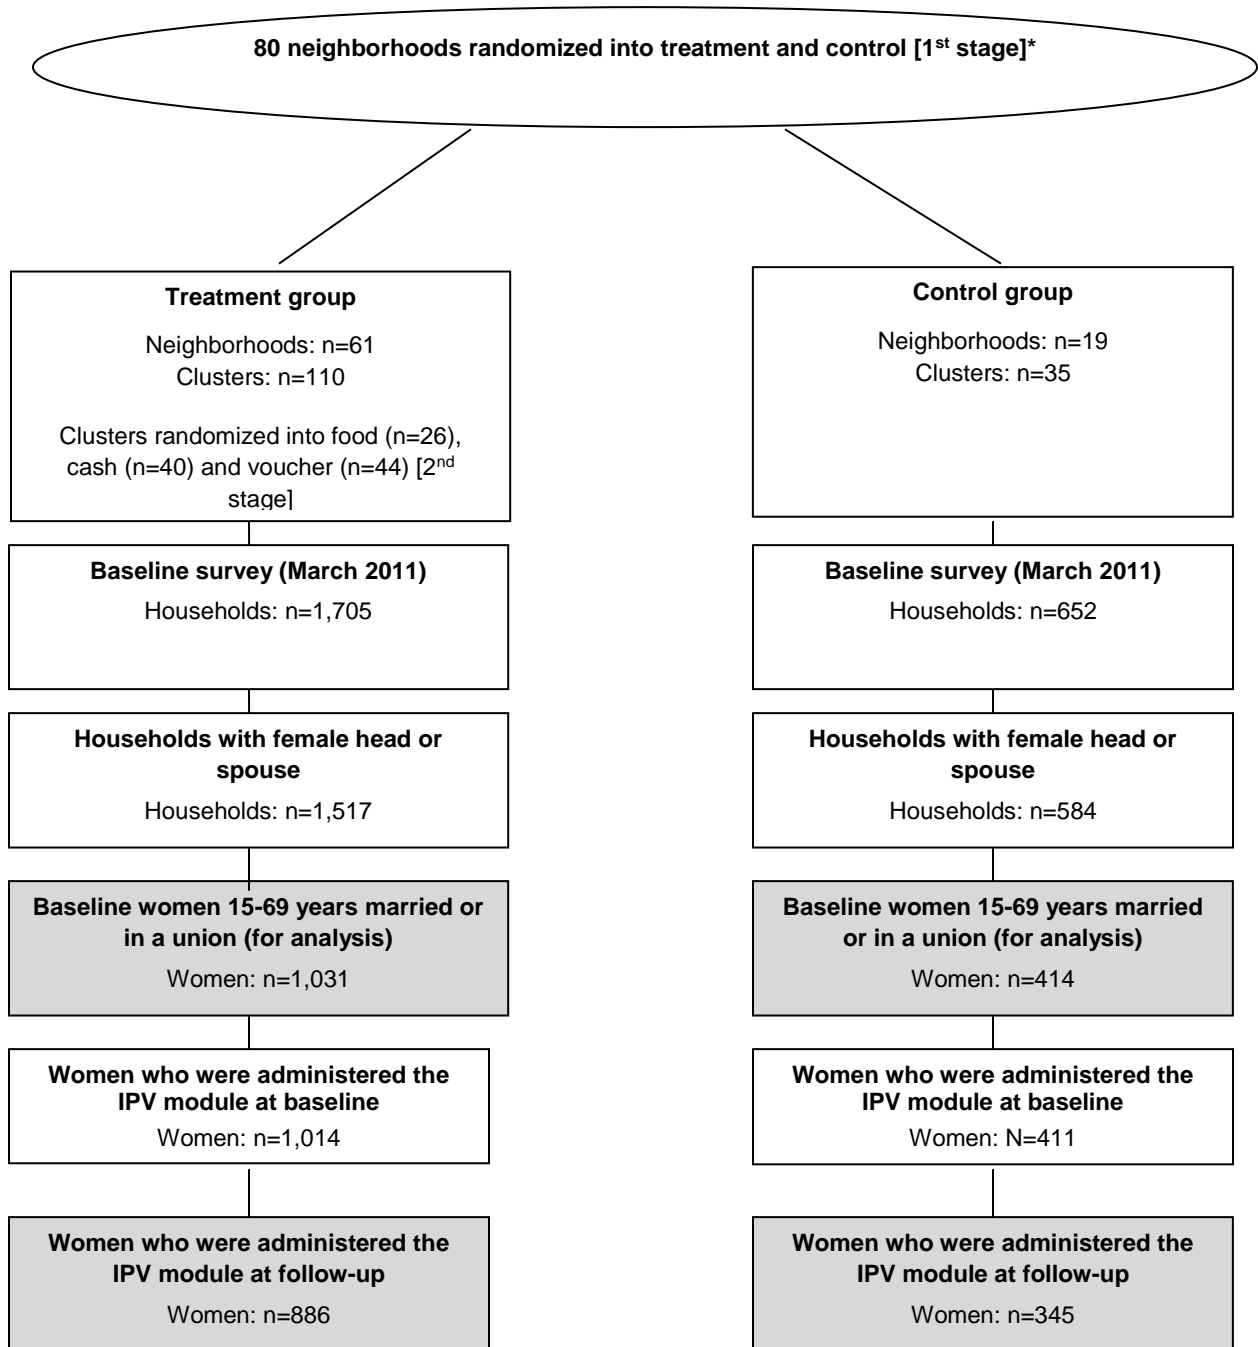 80 neighborhoods randomized into treatment and control [1st stage]*
Treatment group
Neighborhoods: n=61
Clusters: n=110
Clusters randomized into food (n=26),
cash (n=40) and voucher (n=44) [2nd
stage]
Control group
Neighborhoods: n=19
Clusters: n=35
Baseline survey (March 2011)
Households: n=1,705
Baseline survey (March 2011)
Households: n=652
Households with female head or
spouse
Households: n=1,517
Households with female head or
spouse
Households: n=584
Baseline women 15-69 years married or
in a union (for analysis)
Women: n=1,031
Baseline women 15-69 years married
or in a union (for analysis)
Women: n=414
Women who were administered the
IPV module at baseline
Women: n=1,014
Women who were administered the
IPV module at baseline
Women: N=411
Women who were administered the
IPV module at follow-up
Women: n=886
Women who were administered the
IPV module at follow-up
Women: n=345